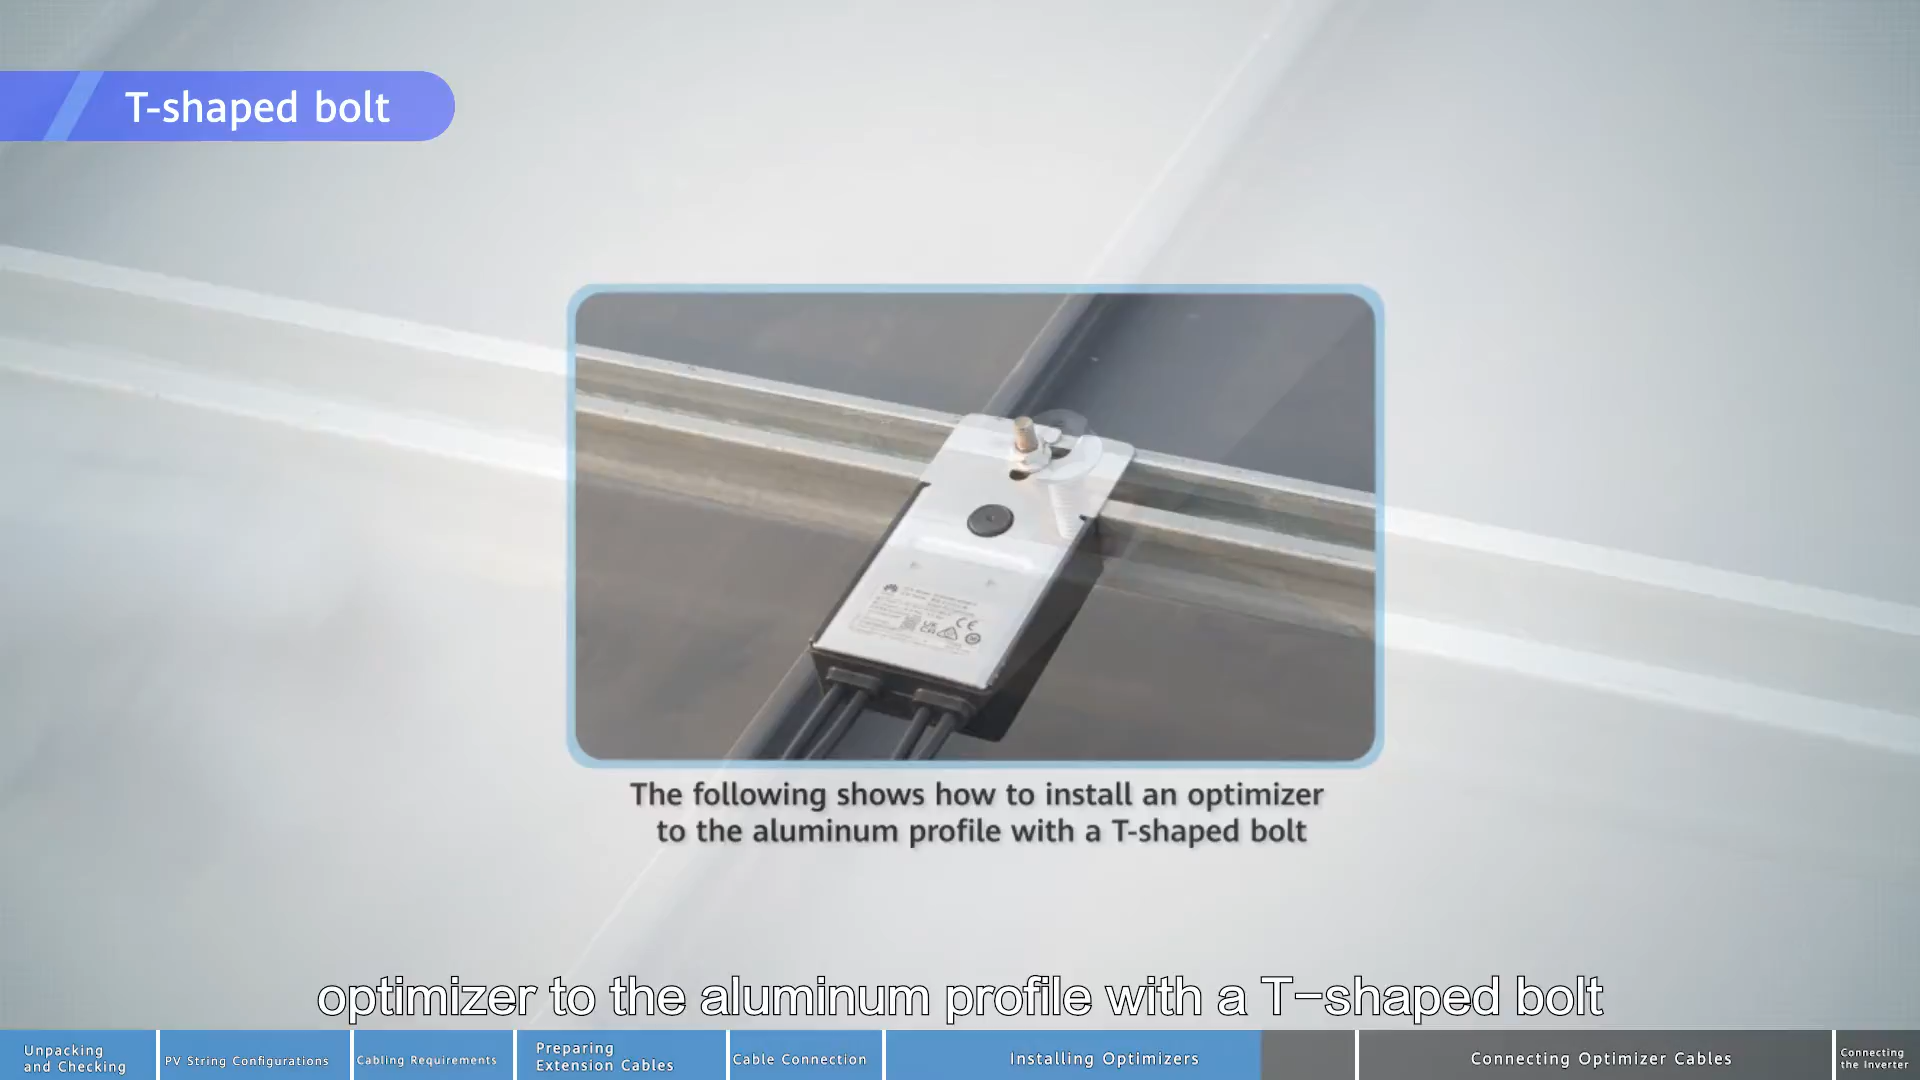 T-shaped bolt
The following shows how to install an optimizer
to the aluminum profile with a T-shaped bolt
optimizer to the aluminum profile with a T-shaped bolt
Unpacking
and Checking
PV String Configurations
Cabling Requirements
Preparing
Extension Cables
Cable Connection
Installing Optimizers
Connecting Optimizer Cables
Connecting
the Inverter